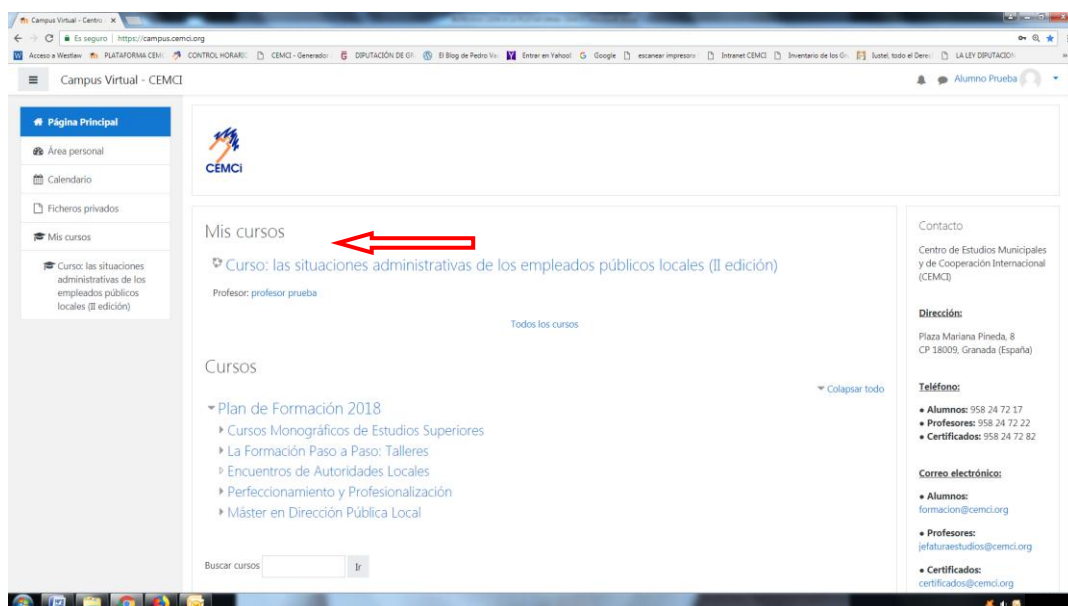 Campus Virtual - Centro
Es seguro | https://campus.cemci.org
Acceso a Westlaw PLATAFORMA CEM CONTROL HORARIO CEMCI - Generador DIPUTACIÓN DE GR El Blog de Pedro Va Entrar en Yahoo! Google escanear impresora Intranet CEMCI Inventario de los Gr Iustel, todo el Derec LA LEY DIPUTACION
Campus Virtual - CEMCI
Alumno Prueba
Página Principal
Área personal
Calendario
Ficheros privados
Mis cursos
Curso: las situaciones
administrativas de los
empleados públicos
locales (II edición)
CEMCi
Mis cursos
Curso: las situaciones administrativas de los empleados públicos locales (II edición)
Profesor: profesor prueba
Todos los cursos
Cursos
Colapsar todo
Plan de Formación 2018
Cursos Monográficos de Estudios Superiores
La Formación Paso a Paso: Talleres
Encuentros de Autoridades Locales
Perfeccionamiento y Profesionalización
Máster en Dirección Pública Local
Buscar cursos
Ir
Contacto
Centro de Estudios Municipales
y de Cooperación Internacional
(CEMCI)
Dirección:
Plaza Mariana Pineda, 8
CP 18009, Granada (España)
Teléfono:
• Alumnos: 958 24 72 17
• Profesores: 958 24 72 22
• Certificados: 958 24 72 82
Correo electrónico:
• Alumnos:
formacion@cemci.org
• Profesores:
jefaturaestudios@cemci.org
• Certificados:
certificados@cemci.org